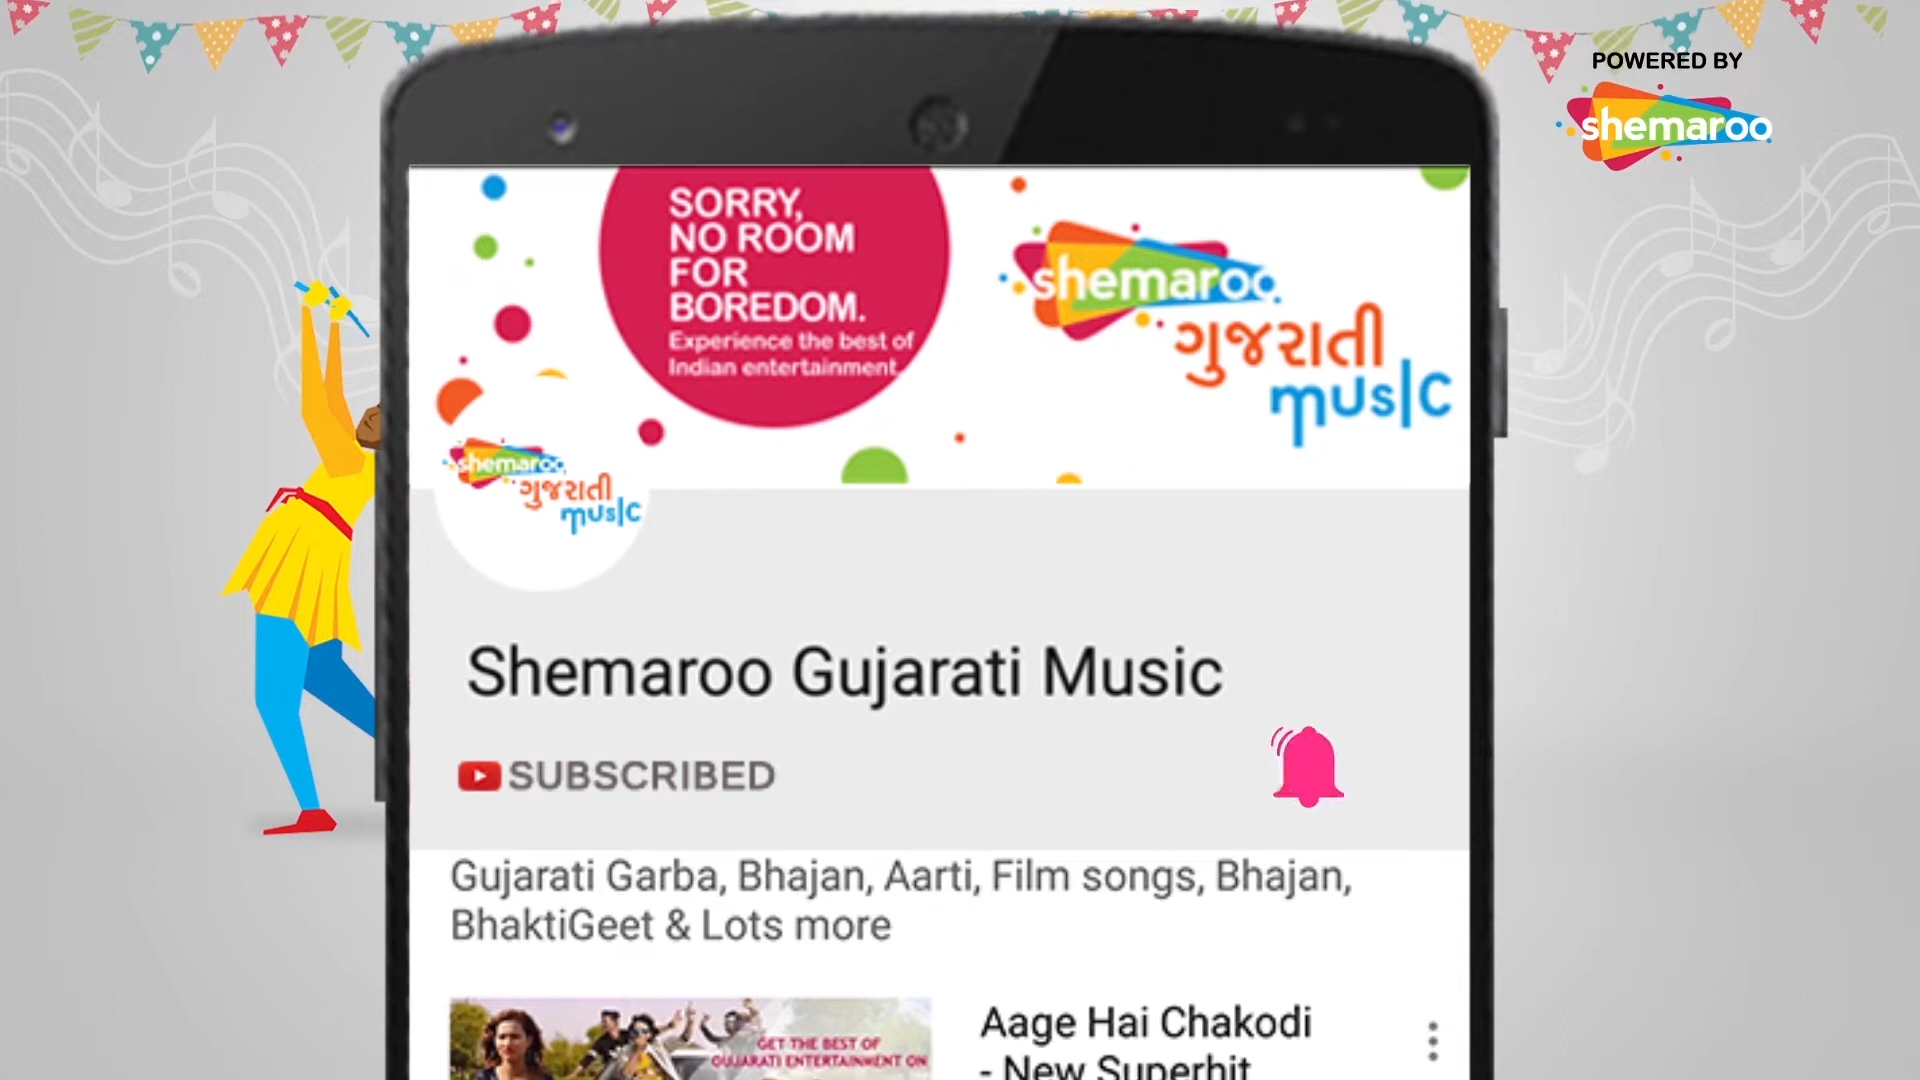 POWERED BY
shemaroo
SORRY,
NO ROOM
FOR
BOREDOM.
Experience the best of
Indian entertainment
shemaroo
ગુજરાતી
music
shemaroo
ગુજરાતી
music
Shemaroo Gujarati Music
SUBSCRIBED
Gujarati Garba, Bhajan, Aarti, Film songs, Bhajan,
BhaktiGeet & Lots more
GET THE BEST OF
GUJARATI ENTERTAINMENT ON
Aage Hai Chakodi
- New Superhit